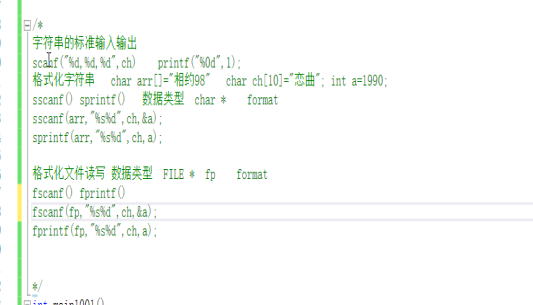 /*
字符串的标准输入输出
scanf("%d,%d,%d",ch) printf("%0d",1);
格式化字符串 char arr[]="相约98" char ch[10]="恋曲"; int a=1990;
sscanf() sprintf() 数据类型 char * format
sscanf(arr,"%s%d",ch,&a);
sprintf(arr,"%s%d",ch,a);
格式化文件读写 数据类型 FILE * fp format
fscanf() fprintf()
fscanf(fp,"%s%d",ch,&a);
fprintf(fp,"%s%d",ch,a);
*/
int main1001()